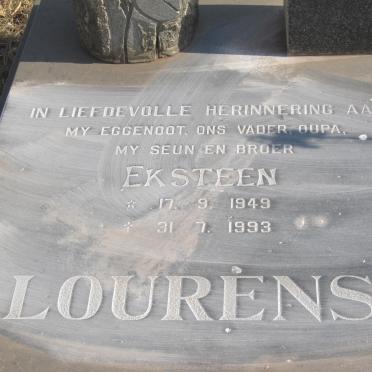 IN LIEFDEVOLLE HERINNERING AA
MY EGGENOOT, ONS VADER, OUPA,
MY SEUN EN BROER
EKSTEEN
* 17. 9. 1949
† 31. 7. 1993
LOURENS